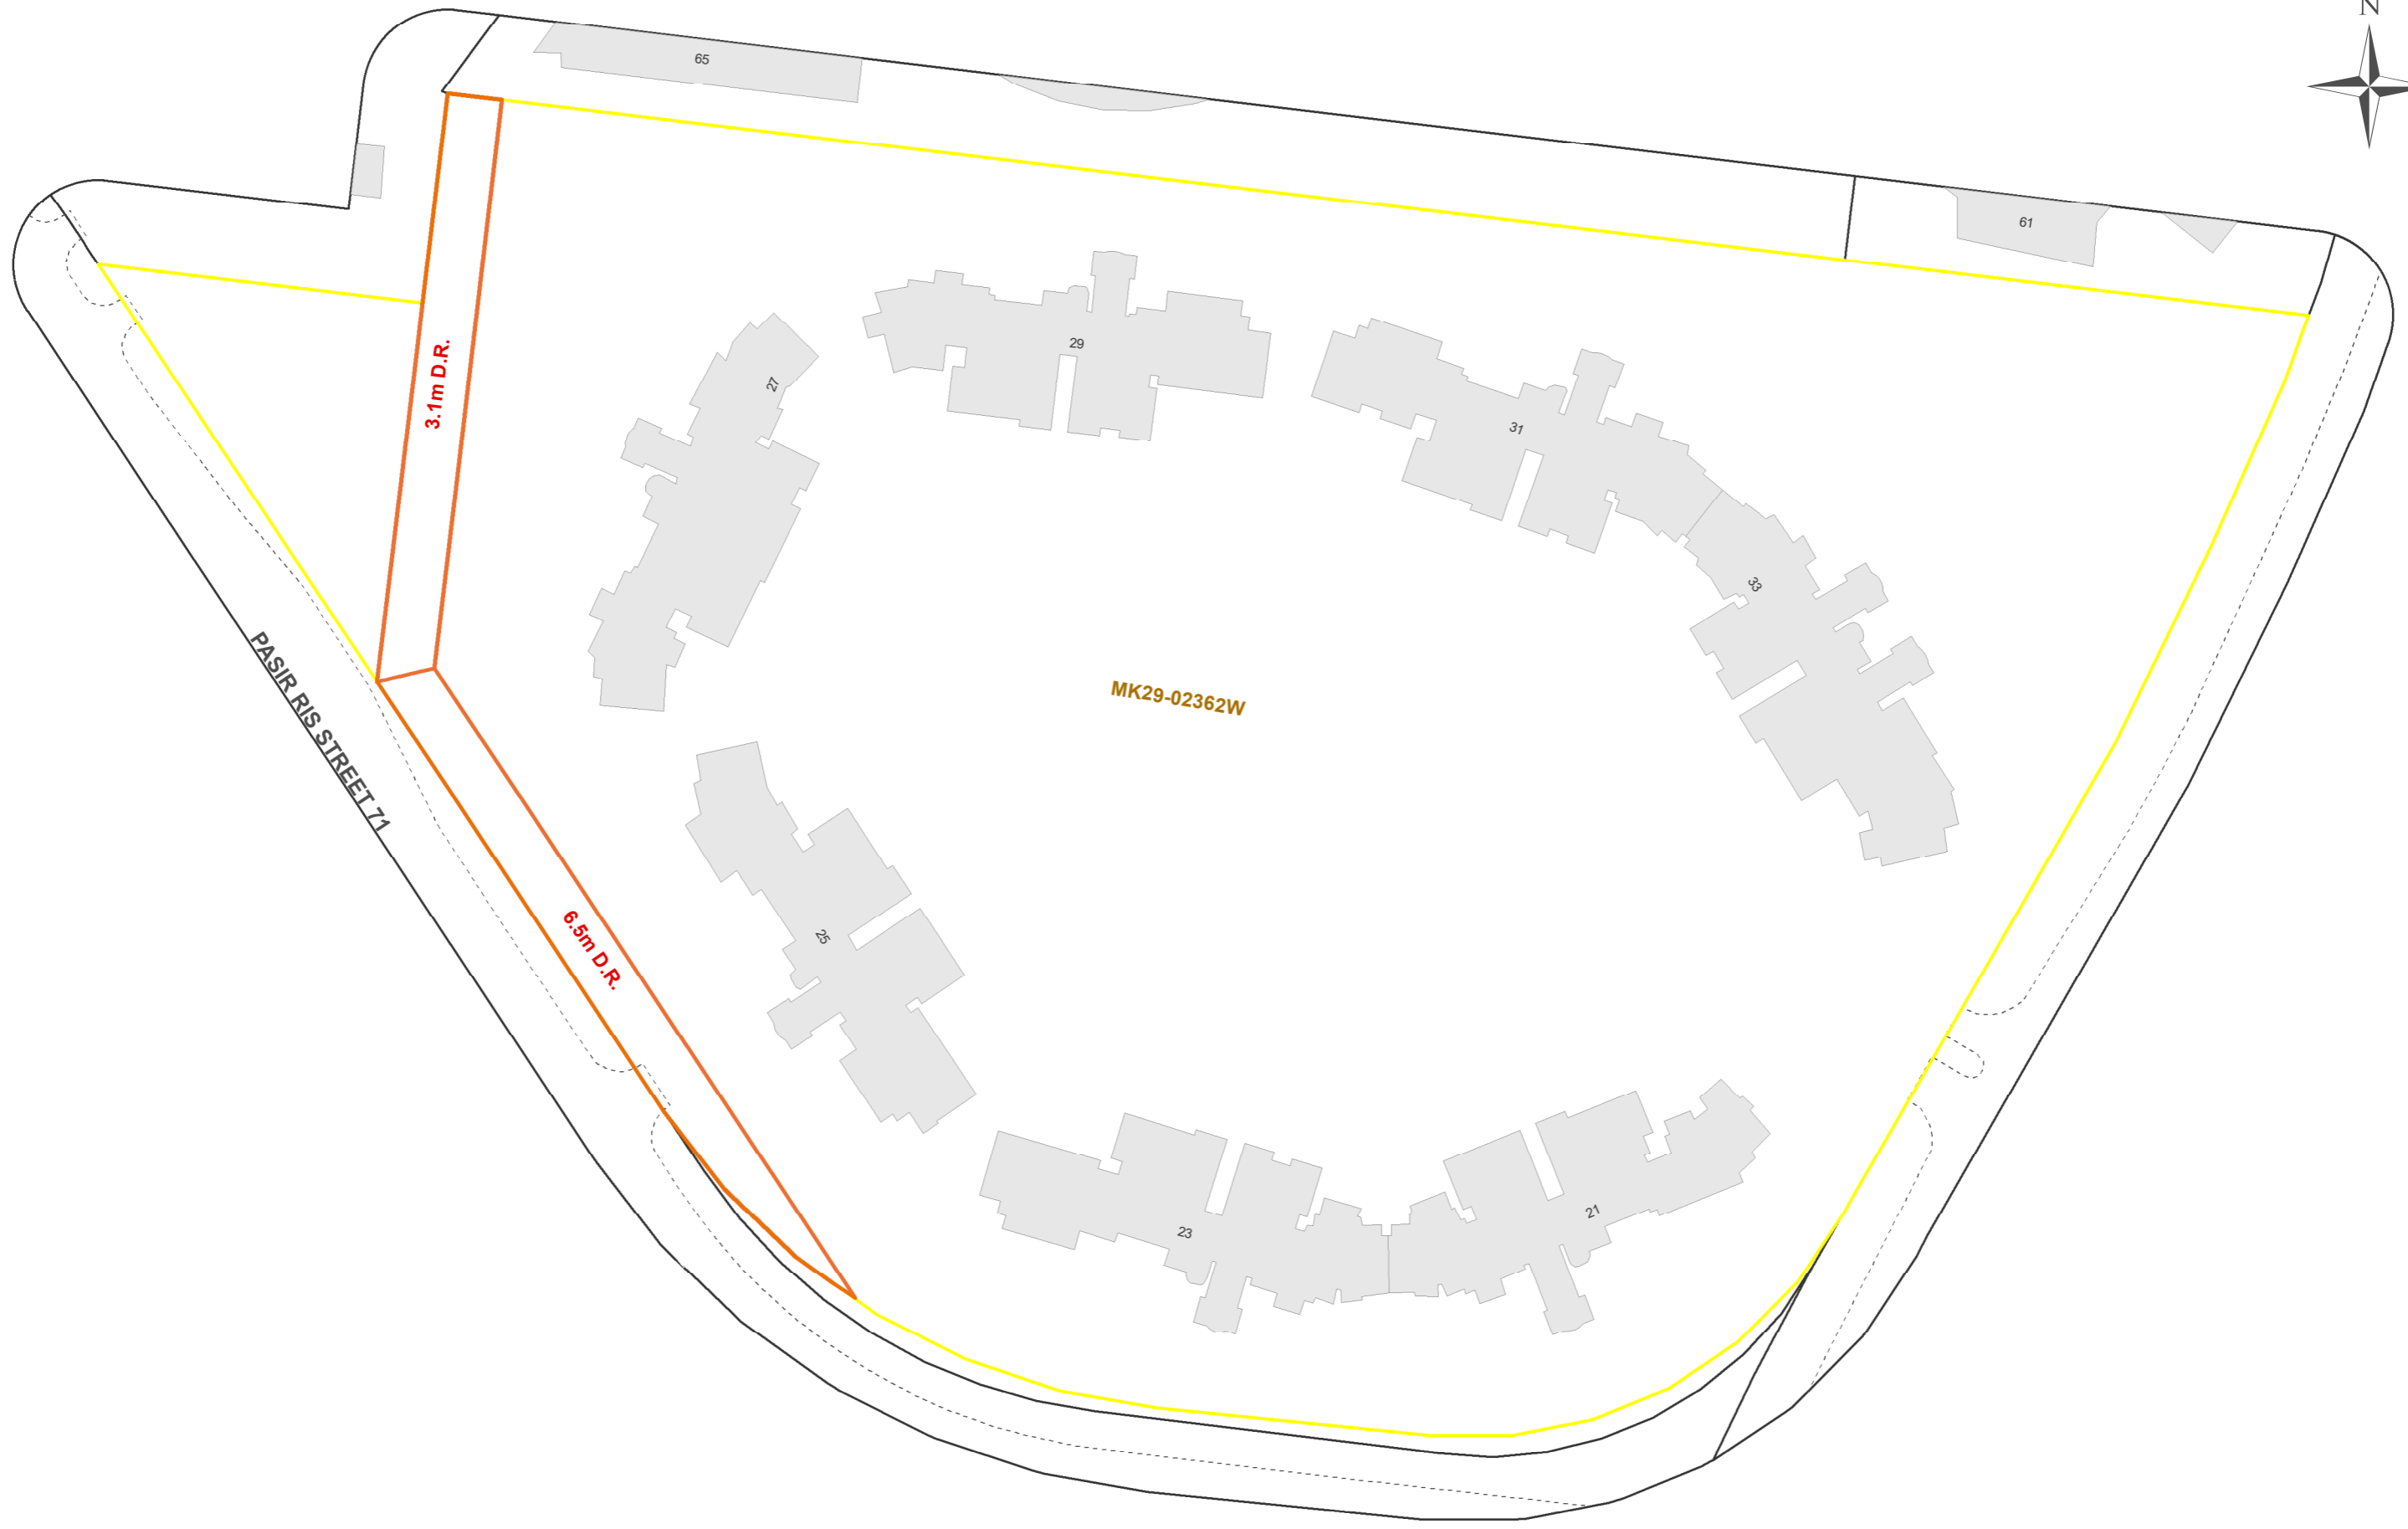 N
65
61
29
27
31
3.1m D.R.
33
MK29-02362W
PASIR RIS STREET 71
25
6.5m D.R.
21
23